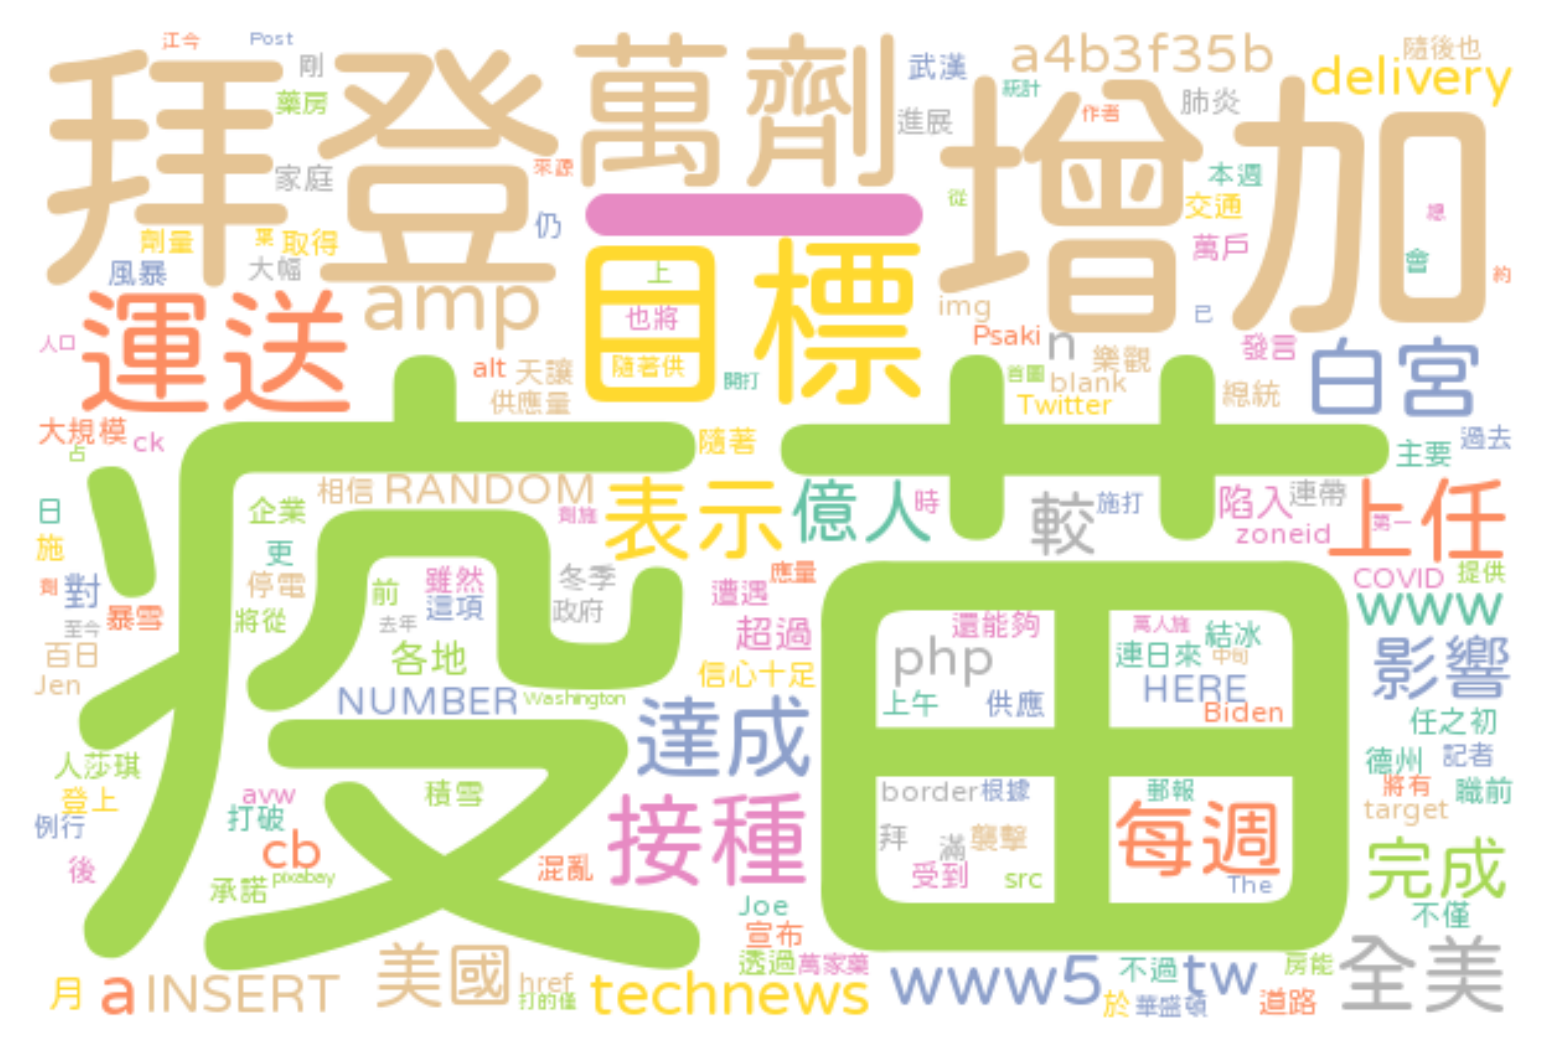 江今
Post
剛
藥房
家庭
拜登
來源
萬劑
武漢
進展
a4b3f35b
統計
作者
肺炎
delivery
隨後也
增加
本週
交通
萬戶
從
總
會
約
劑量
取得
仍
風暴
大幅
一
目標
上
也將
隨著供
開打
運送
amp
img
Psaki
n
已
發言
白宮
人口
alt
天讓
供應量
首圖
樂觀
blank
Twitter
總統
大規模
占
ck
隨著
主要
過去
疫苗
相信
RANDOM
劑施
表示
億人
時
較
施打
陷入
連帶
zoneid
第一
上任
日
施
企業
更
停電
前
雖然
這項
冬季
政府
遭遇
應量
COVID
提供
www
劑
對
暴雪
至今
將從
去年
百日
Jen
各地
超過
信心十足
還能夠
php
上午
供應
萬人施
結冰
連日來
中旬
HERE
Biden
影響
任之初
NUMBER
Washington
達成
人莎琪
登上
例行
後
avw
打破
cb
承諾
pixabay
積雪
混亂
接種
border
根據
拜
滿
襲擊
受到
src
郵報
每週
The
德州
記者
將有
職前
target
完成
不僅
Joe
宣布
透過
萬家藥
月
a
INSERT
美國
href
打的僅
technews
www5
不過
tw
於
華盛頓
房能
道路
全美